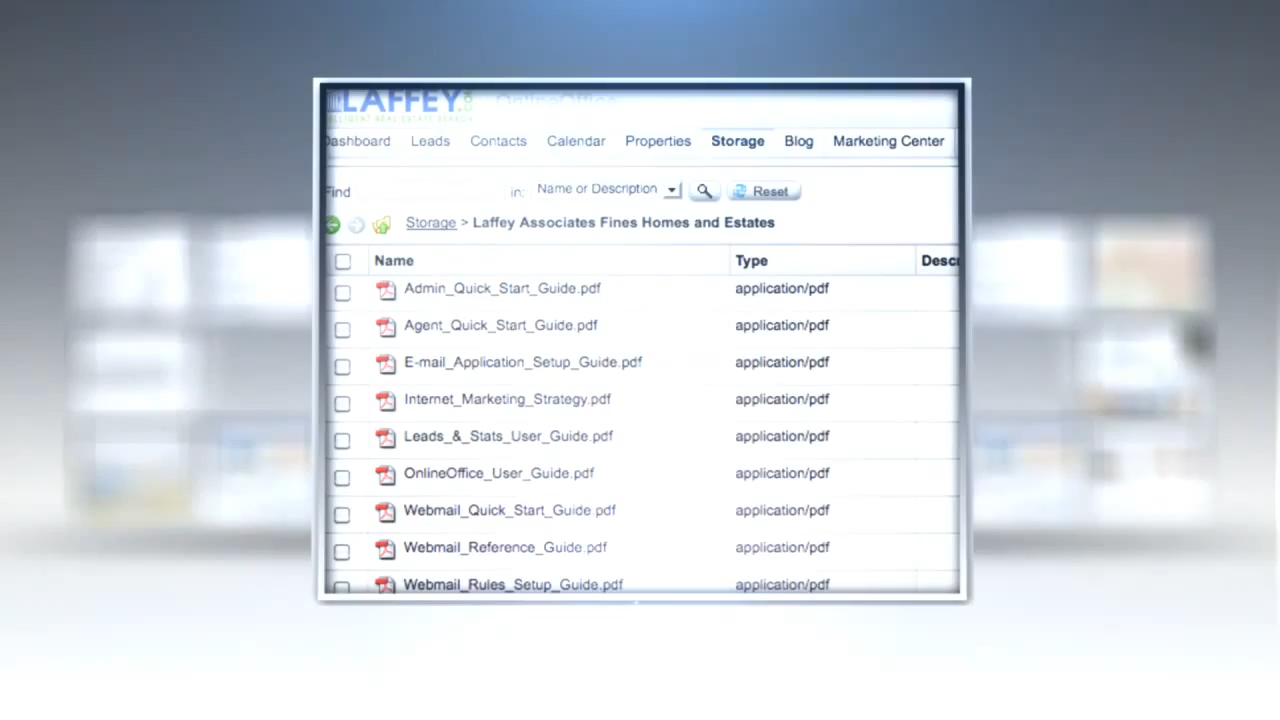 LAFFEY.COM OnlineOffice
Dashboard Leads Contacts Calendar Properties Storage Blog Marketing Center
Find in: Name or Description Reset
Storage > Laffey Associates Fines Homes and Estates
Name Type Descr
Admin_Quick_Start_Guide.pdf application/pdf
Agent_Quick_Start_Guide.pdf application/pdf
E-mail_Application_Setup_Guide.pdf application/pdf
Internet_Marketing_Strategy.pdf application/pdf
Leads_&_Stats_User_Guide.pdf application/pdf
OnlineOffice_User_Guide.pdf application/pdf
Webmail_Quick_Start_Guide.pdf application/pdf
Webmail_Reference_Guide.pdf application/pdf
Webmail_Rules_Setup_Guide.pdf application/pdf